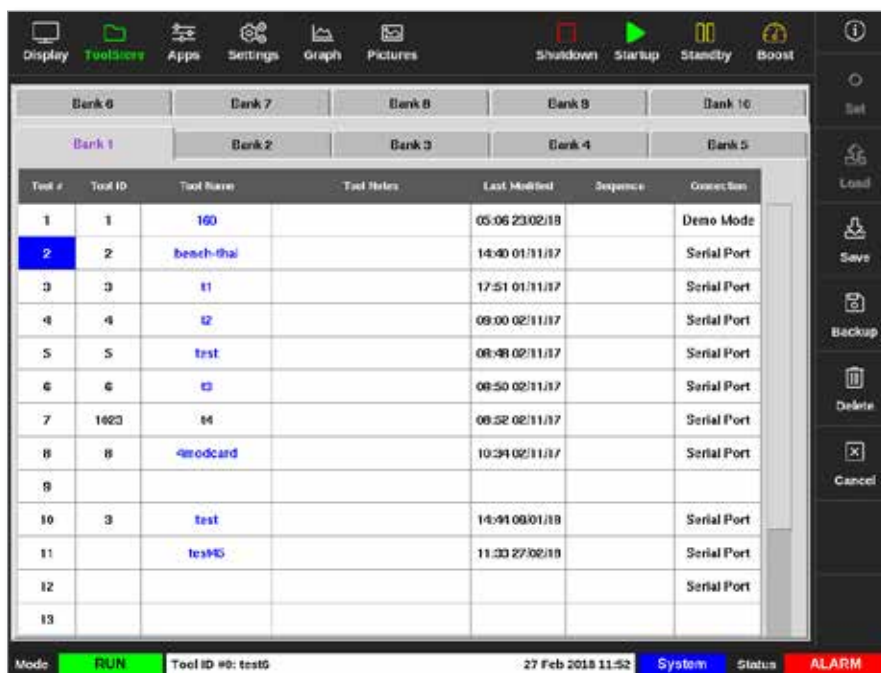 Display ToolStore Apps Settings Graph Pictures Shutdown Startup Standby Boost
Bank 6 Bank 7 Bank 8 Bank 9 Bank 10
Set
Bank 1 Bank 2 Bank 3 Bank 4 Bank 5
Load
Tool # Tool ID Tool Name Tool Notes Last Modified Sequence Connection
1 1 160 05:06 23/02/18 Demo Mode
2 2 bench-thai 14:40 01/11/17 Serial Port
Save
3 3 t1 17:51 01/11/17 Serial Port
4 4 t2 09:00 02/11/17 Serial Port
Backup
5 5 test 08:48 02/11/17 Serial Port
6 6 t3 08:50 02/11/17 Serial Port
Delete
7 1623 t4 08:52 02/11/17 Serial Port
8 8 4modcard 10:34 02/11/17 Serial Port
Cancel
9
10 3 test 14:44 Serial Port
11 test45 11:33 27/02/18 Serial Port
12 Serial Port
13
Mode RUN Tool ID #0: test6 27 Feb 2018 11:52 System Status ALARM